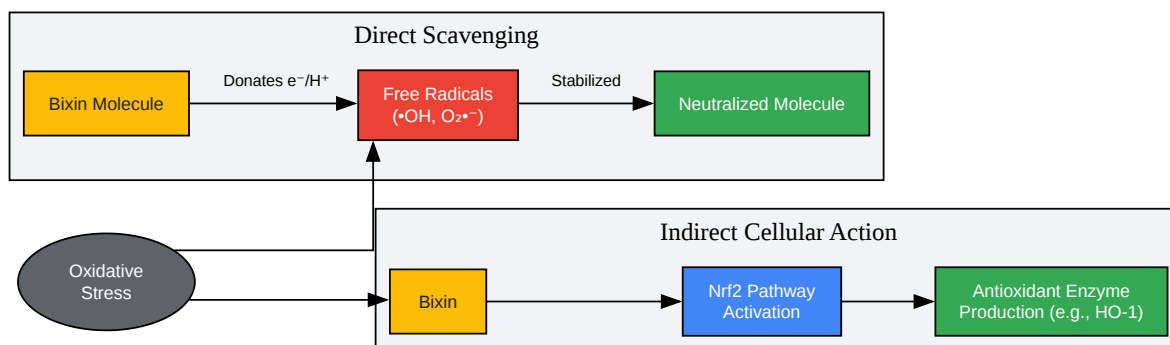 Direct Scavenging
Bixin Molecule
Donates e⁻/H⁺
Free Radicals
(•OH, O₂•⁻)
Stabilized
Neutralized Molecule
Oxidative
Stress
Indirect Cellular Action
Bixin
Nrf2 Pathway
Activation
Antioxidant Enzyme
Production (e.g., HO-1)